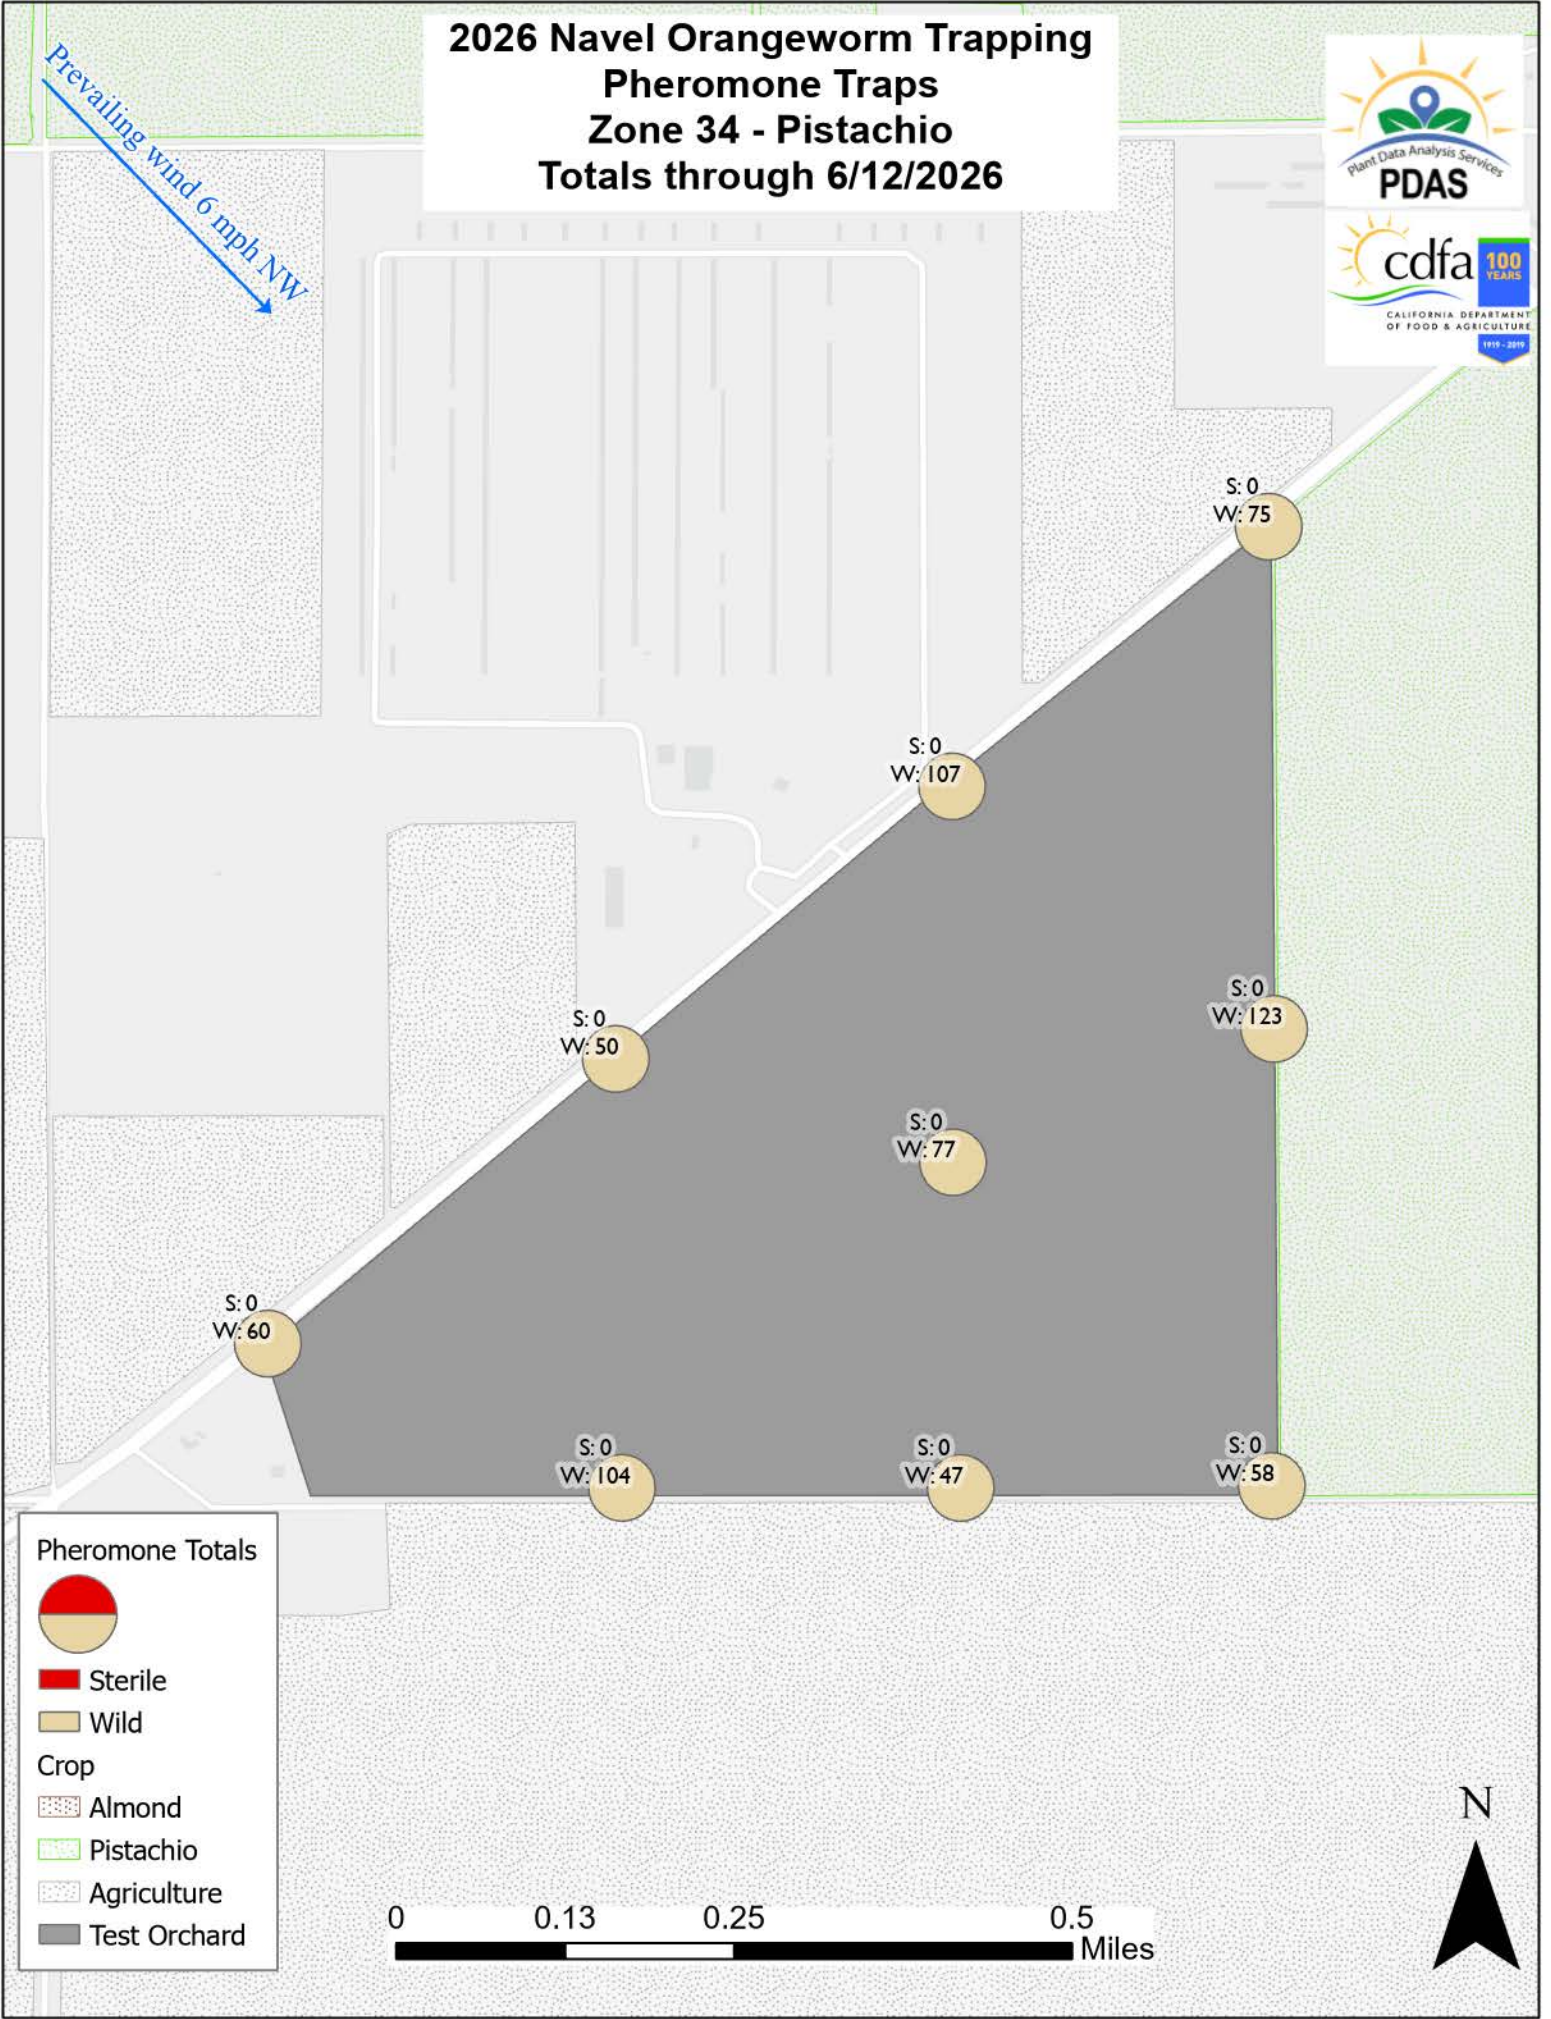 2026 Navel Orangeworm Trapping
Pheromone Traps
Zone 34 - Pistachio
Totals through 6/12/2026
Prevailing wind 6 mph NW
Plant Data Analysis Services
PDAS
cdfa
100
YEARS
CALIFORNIA DEPARTMENT
OF FOOD & AGRICULTURE
1919 - 2019
S: 0
W: 75
S: 0
W: 107
S: 0
W: 123
S: 0
W: 50
S: 0
W: 77
S: 0
W: 60
S: 0
W: 104
S: 0
W: 47
S: 0
W: 58
Pheromone Totals
Sterile
Wild
Crop
Almond
Pistachio
Agriculture
Test Orchard
0 0.13 0.25 0.5
Miles
N